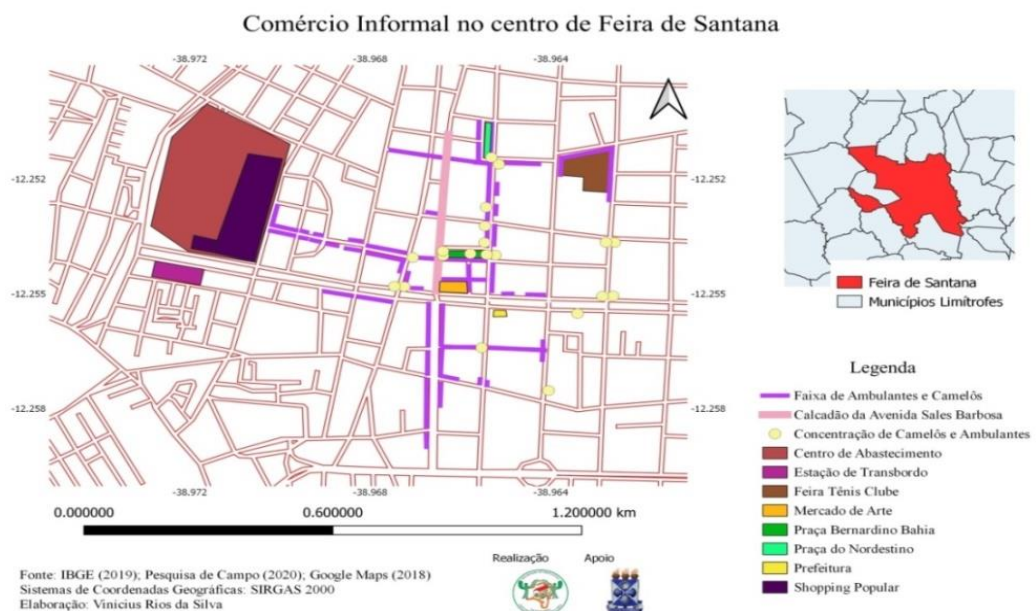 Comércio Informal no centro de Feira de Santana
-38.972 -38.968 -38.964
-12.252 -12.252
-12.255 -12.255
-12.258 -12.258
-38.972 -38.968 -38.964
Feira de Santana
Municípios Limítrofes
Legenda
Faixa de Ambulantes e Camelôs
Calcadão da Avenida Sales Barbosa
Concentração de Camelôs e Ambulantes
Centro de Abastecimento
Estação de Transbordo
Feira Tênis Clube
Mercado de Arte
Praça Bernardino Bahia
Praça do Nordestino
Prefeitura
Shopping Popular
0.000000 0.600000 1.200000 km
Realização Apoio
Fonte: IBGE (2019); Pesquisa de Campo (2020); Google Maps (2018)
Sistemas de Coordenadas Geográficas: SIRGAS 2000
Elaboração: Vinicius Rios da Silva